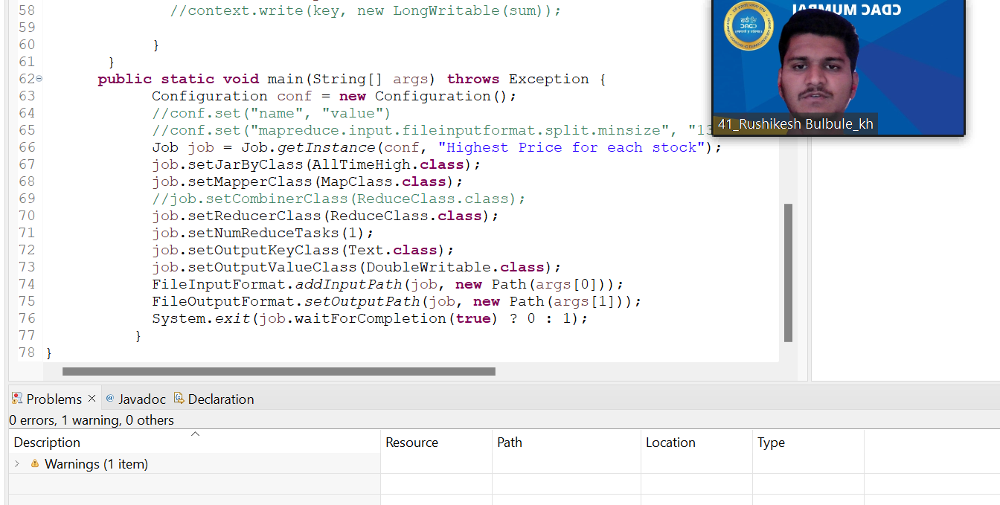 58 //context.write(key, new LongWritable(sum));
59
60 }
61 }
62 public static void main(String[] args) throws Exception {
63 Configuration conf = new Configuration();
64 //conf.set("name", "value")
65 //conf.set("mapreduce.input.fileinputformat.split.minsize", "13
66 Job job = Job.getInstance(conf, "Highest Price for each stock");
67 job.setJarByClass(AllTimeHigh.class);
68 job.setMapperClass(MapClass.class);
69 //job.setCombinerClass(ReduceClass.class);
70 job.setReducerClass(ReduceClass.class);
71 job.setNumReduceTasks(1);
72 job.setOutputKeyClass(Text.class);
73 job.setOutputValueClass(DoubleWritable.class);
74 FileInputFormat.addInputPath(job, new Path(args[0]));
75 FileOutputFormat.setOutputPath(job, new Path(args[1]));
76 System.exit(job.waitForCompletion(true) ? 0 : 1);
77 }
78 }
CDAC MUMBAI
41_Rushikesh Bulbule_kh
Problems × @ Javadoc Declaration
0 errors, 1 warning, 0 others
Description Resource Path Location Type
Warnings (1 item)